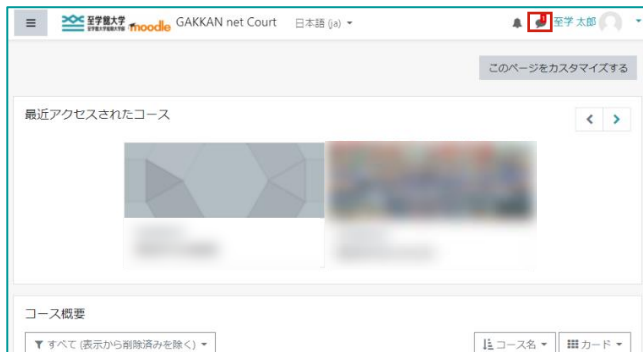 至学館大学 moodle GAKKAN net Court 日本語 (ja) 至学 太郎
このページをカスタマイズする
最近アクセスされたコース
コース概要
すべて (表示から削除済みを除く) コース名 カード